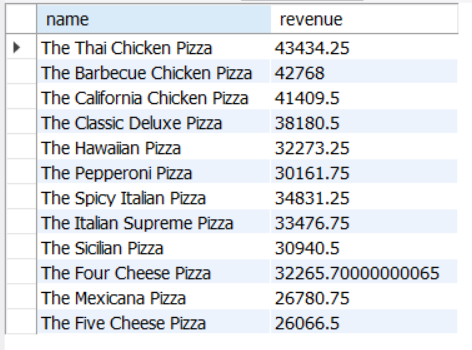 name revenue
The Thai Chicken Pizza 43434.25
The Barbecue Chicken Pizza 42768
The California Chicken Pizza 41409.5
The Classic Deluxe Pizza 38180.5
The Hawaiian Pizza 32273.25
The Pepperoni Pizza 30161.75
The Spicy Italian Pizza 34831.25
The Italian Supreme Pizza 33476.75
The Sicilian Pizza 30940.5
The Four Cheese Pizza 32265.70000000065
The Mexicana Pizza 26780.75
The Five Cheese Pizza 26066.5